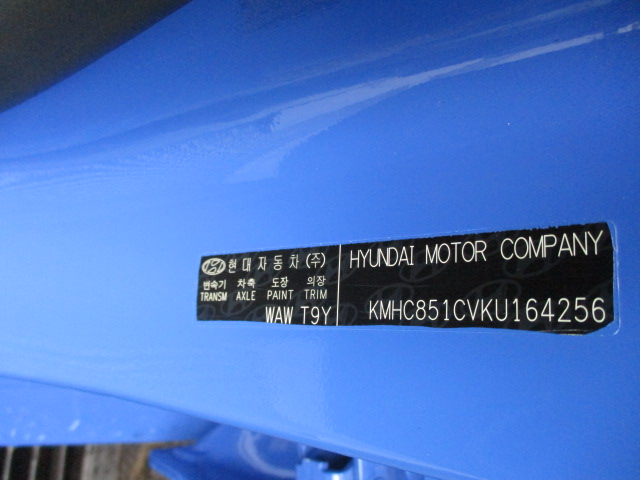 현대자동차(주)
변속기 차축 도장 의장
TRANSM AXLE PAINT TRIM
WAW T9Y
HYUNDAI MOTOR COMPANY
KMHC851CVKU164256